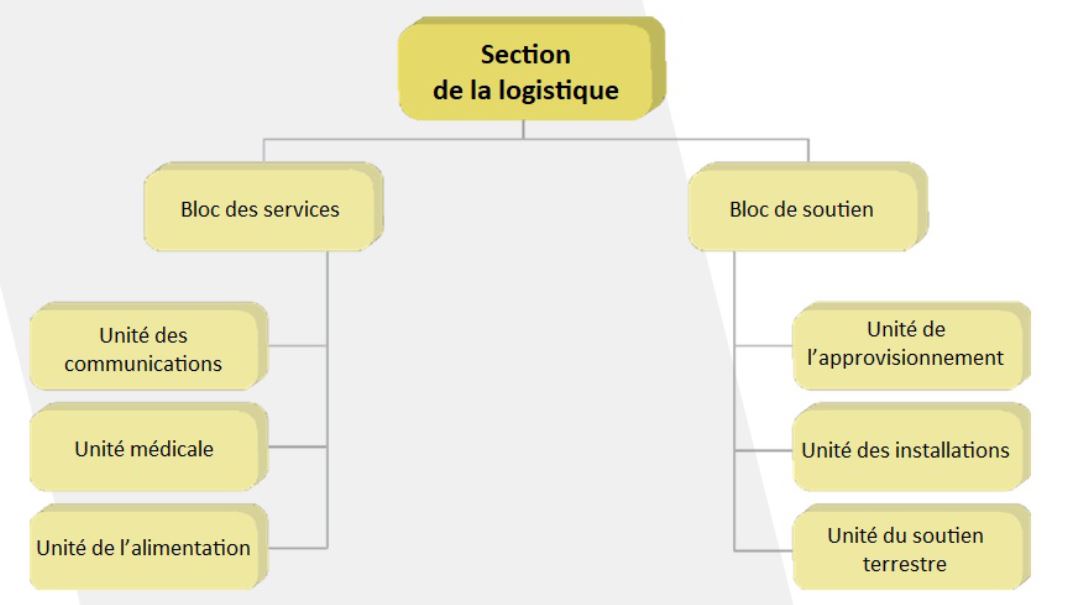 Section
de la logistique
Bloc des services
Bloc de soutien
Unité des
communications
Unité médicale
Unité de l’alimentation
Unité de
l’approvisionnement
Unité des installations
Unité du soutien
terrestre